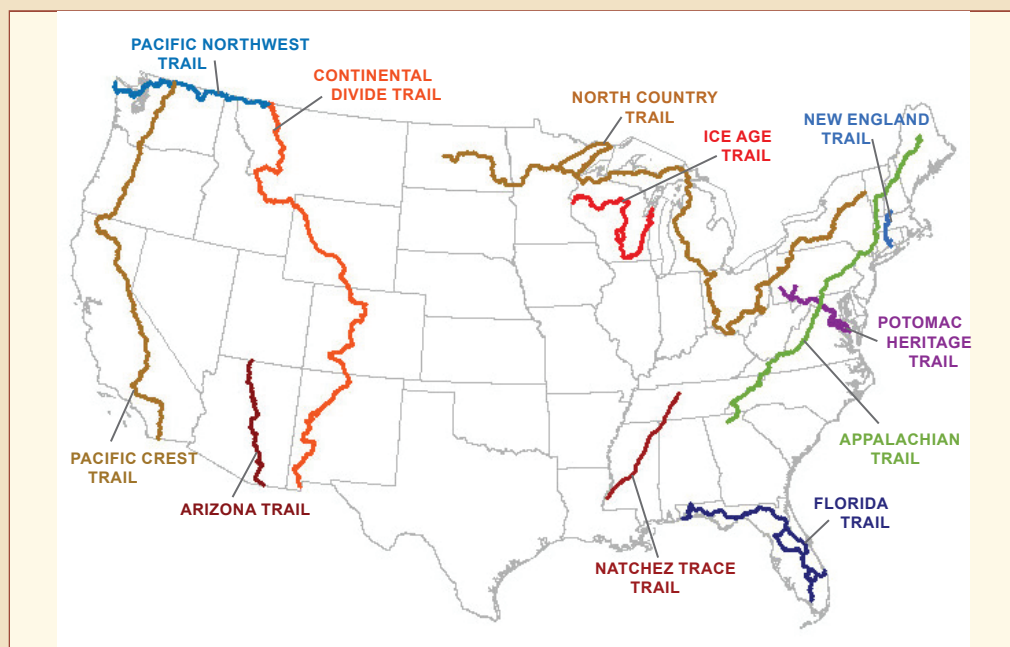 PACIFIC NORTHWEST
TRAIL
CONTINENTAL
DIVIDE TRAIL
NORTH COUNTRY
TRAIL
ICE AGE
TRAIL
NEW ENGLAND
TRAIL
POTOMAC
HERITAGE
TRAIL
APPALACHIAN
TRAIL
PACIFIC CREST
TRAIL
ARIZONA TRAIL
FLORIDA
TRAIL
NATCHEZ TRACE
TRAIL